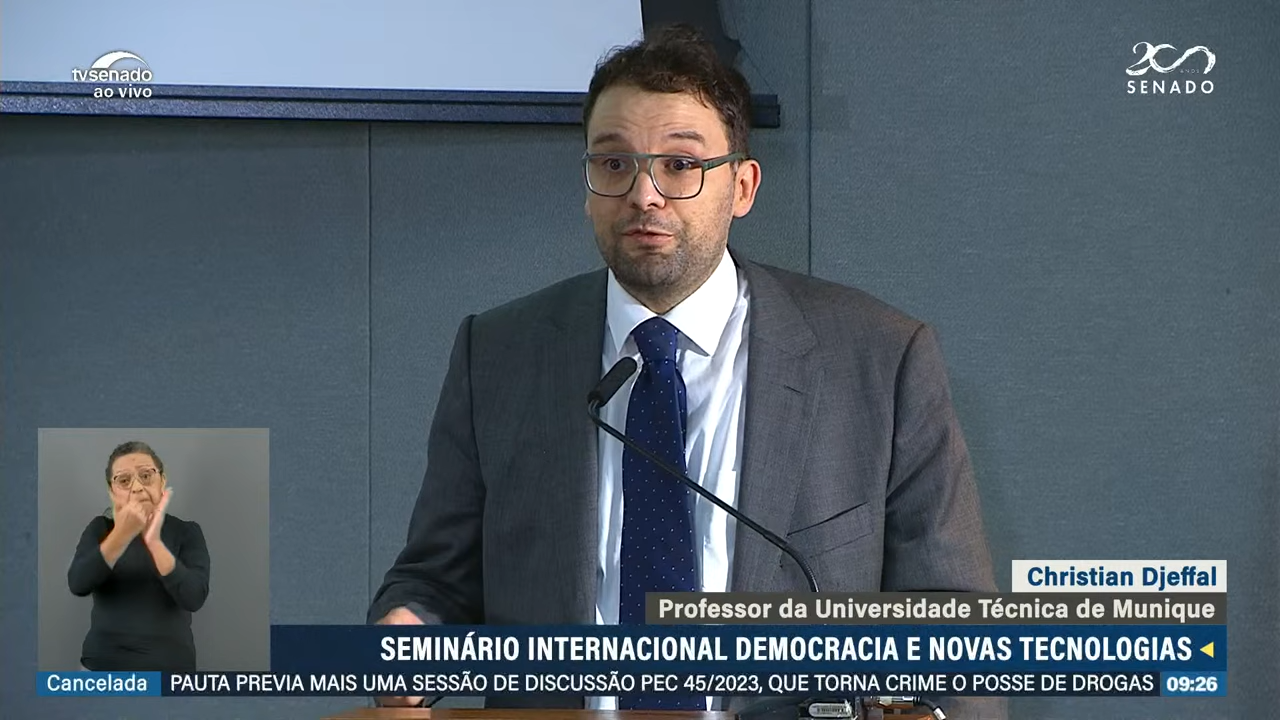 tvsenado
ao vivo
200
ANOS
SENADO
Christian Djeffal
Professor da Universidade Técnica de Munique
SEMINÁRIO INTERNACIONAL DEMOCRACIA E NOVAS TECNOLOGIAS
Cancelada PAUTA PREVIA MAIS UMA SESSÃO DE DISCUSSÃO PEC 45/2023, QUE TORNA CRIME O POSSE DE DROGAS 09:26